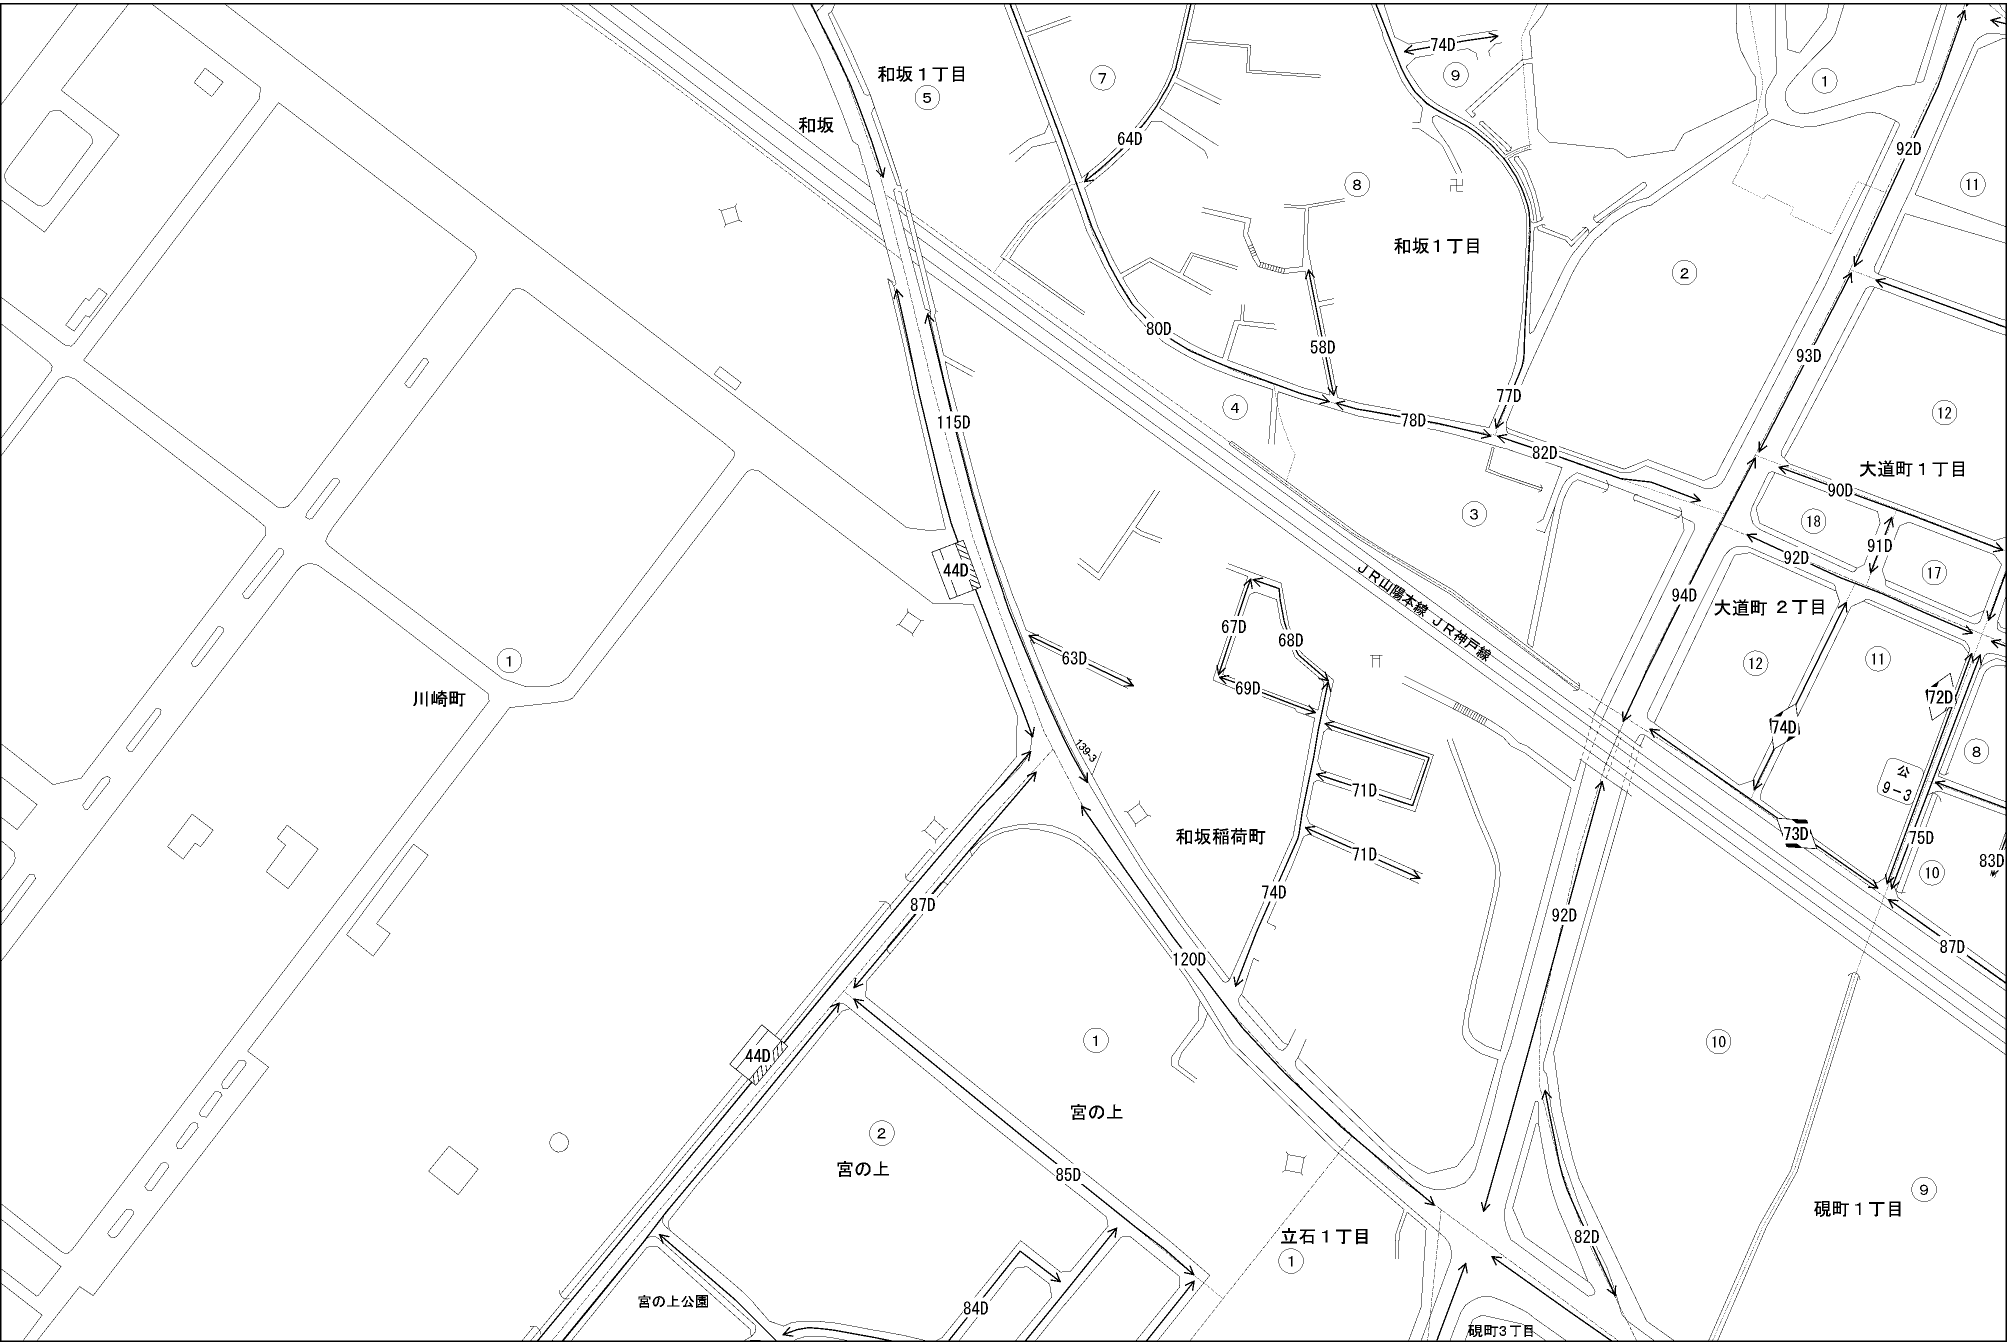 74D
和坂１丁目
⑦
⑨
①
⑤
和坂
64D
92D
⑧
⑪
卍
和坂１丁目
②
80D
58D
93D
77D
④
78D
⑫
115D
82D
大道町１丁目
90D
③
⑱
91D
92D
44D
⑰
ＪＲ山陽本線 ＪＲ神戸線
94D
大道町２丁目
67D
68D
63D
①
⑫
⑪
69D
川崎町
72D
74D
139-3
⑧
公
9-3
71D
和坂稲荷町
73D
75D
71D
83D
⑩
74D
87D
92D
87D
120D
①
⑩
44D
宮の上
②
宮の上
85D
⑨
硯町１丁目
立石１丁目
82D
①
宮の上公園
84D
硯町３丁目